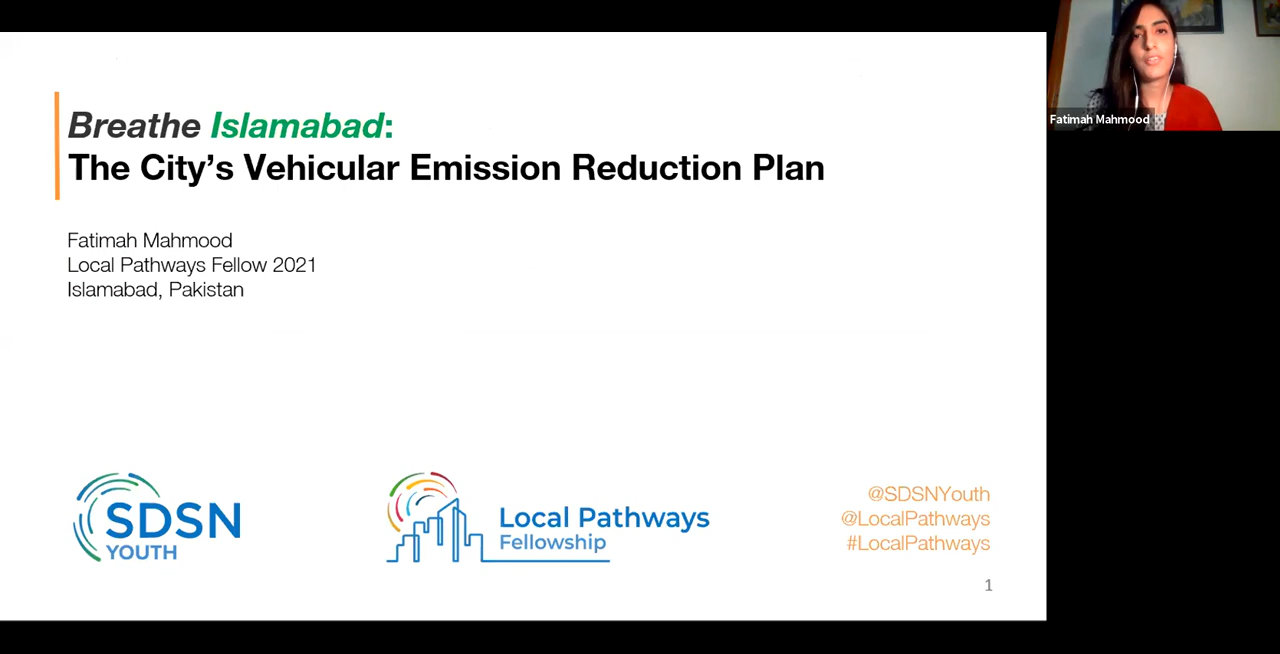 Breathe Islamabad:
The City's Vehicular Emission Reduction Plan
Fatimah Mahmood
Local Pathways Fellow 2021
Islamabad, Pakistan
SDSN
YOUTH
Local Pathways
Fellowship
@SDSNYouth
@LocalPathways
#LocalPathways
1
Fatimah Mahmood